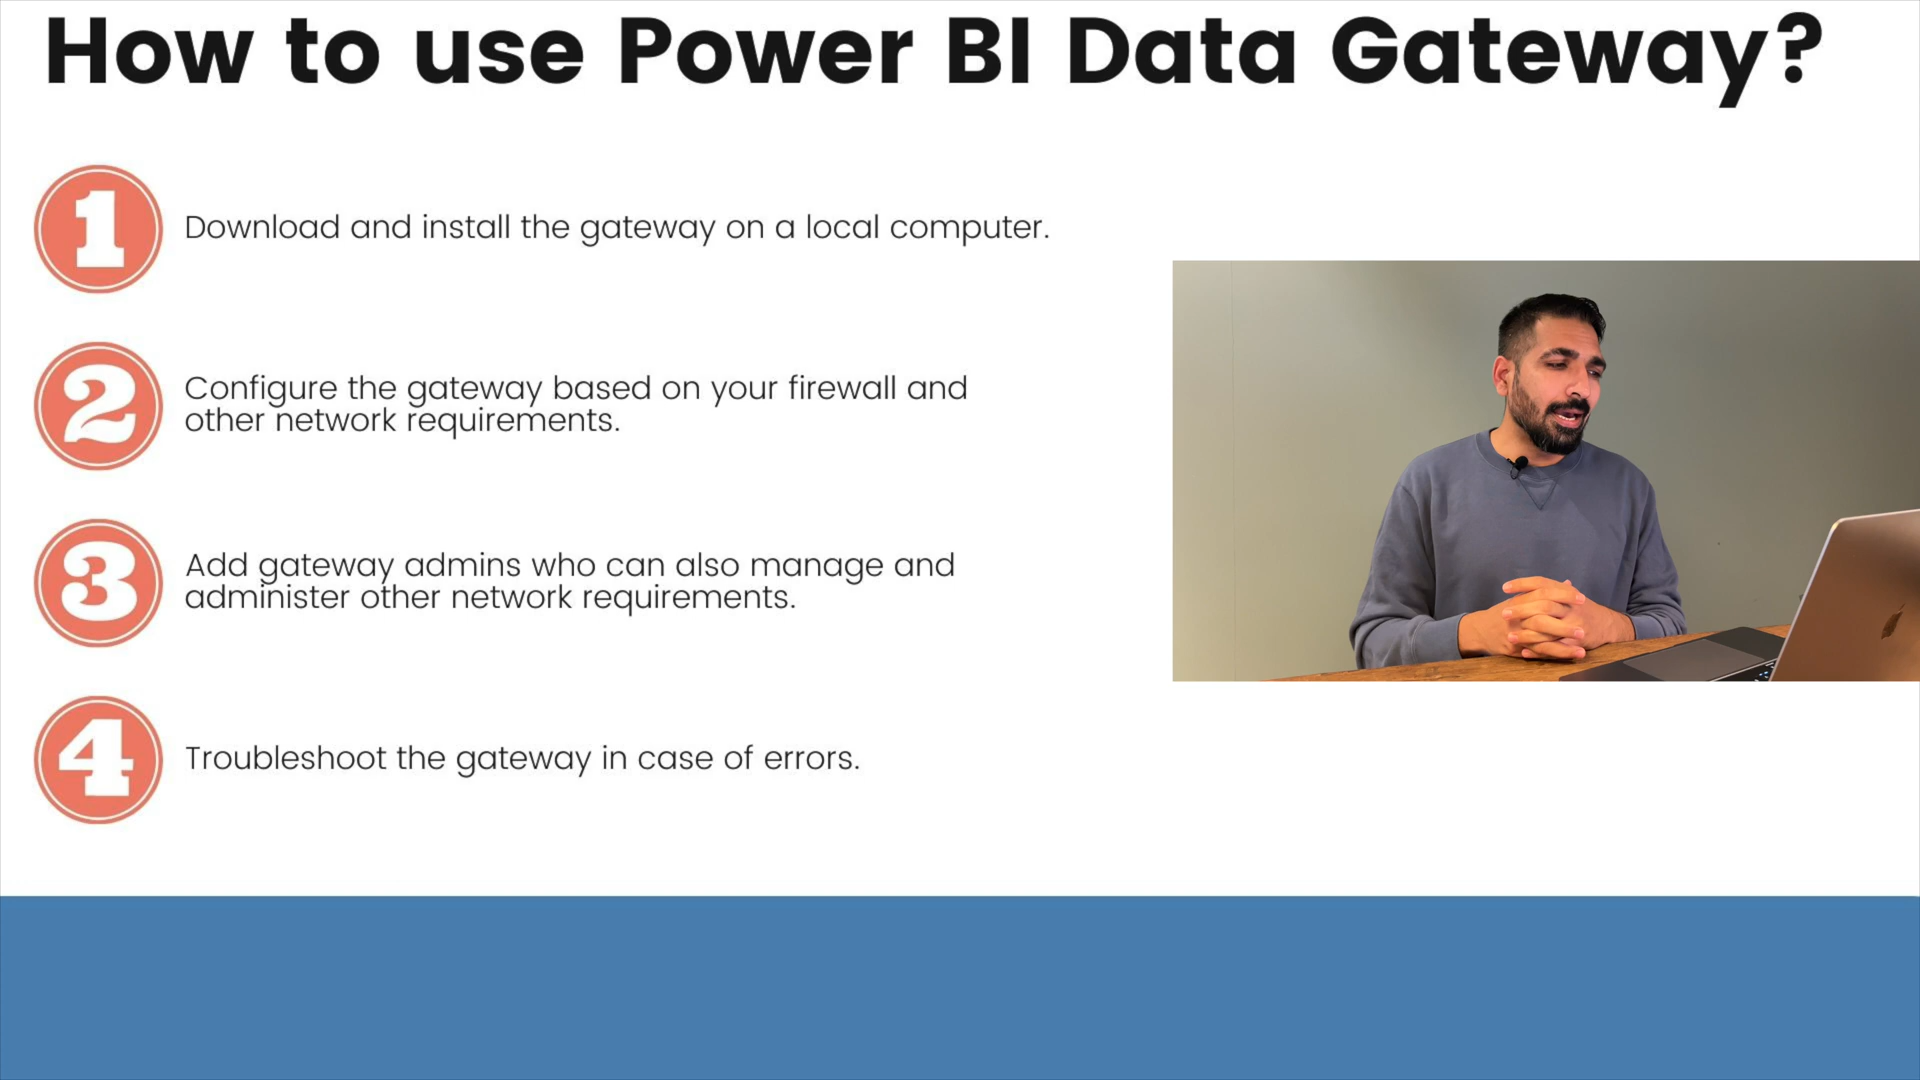 How to use Power BI Data Gateway?
1
Download and install the gateway on a local computer.
2
Configure the gateway based on your firewall and
other network requirements.
3
Add gateway admins who can also manage and
administer other network requirements.
4
Troubleshoot the gateway in case of errors.